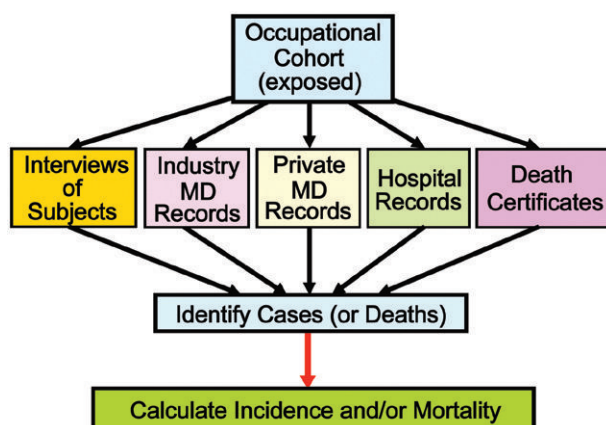 Occupational
Cohort
(exposed)
Interviews
of
Subjects
Industry
MD
Records
Private
MD
Records
Hospital
Records
Death
Certificates
Identify Cases (or Deaths)
Calculate Incidence and/or Mortality